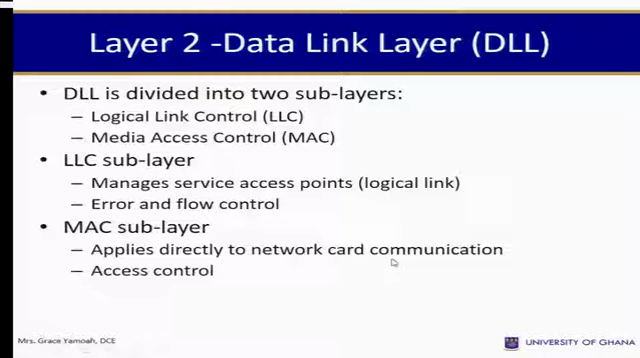 Layer 2 -Data Link Layer (DLL)
• DLL is divided into two sub-layers:
– Logical Link Control (LLC)
– Media Access Control (MAC)
• LLC sub-layer
– Manages service access points (logical link)
– Error and flow control
• MAC sub-layer
– Applies directly to network card communication
– Access control
Mrs. Grace Yamoah, DCE
UNIVERSITY OF GHANA